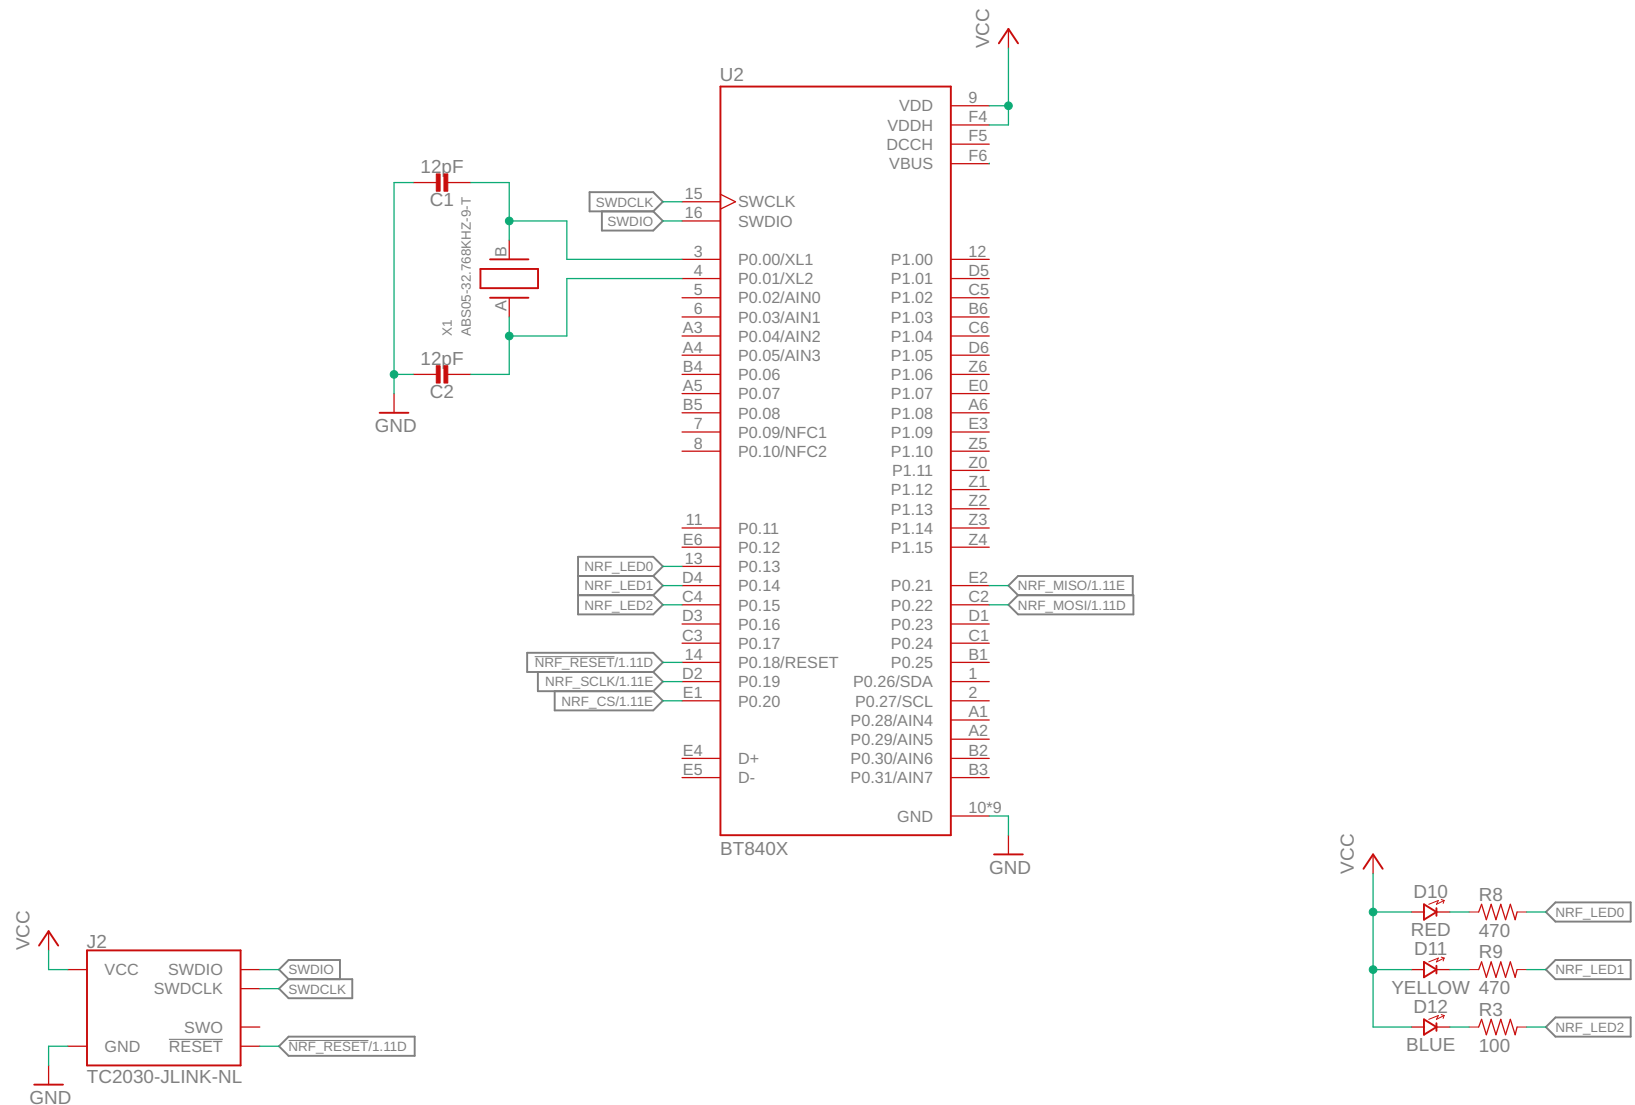 VCC
U2
9
VDD
F4
VDDH
F5
DCCH
F6
VBUS
12pF
C1
ABS05-32.768KHZ-9-T
X1
B
A
12pF
C2
GND
SWDCLK
15
SWCLK
SWDIO
16
SWDIO
3
P0.00/XL1
4
P0.01/XL2
5
P0.02/AIN0
6
P0.03/AIN1
A3
P0.04/AIN2
A4
P0.05/AIN3
B4
P0.06
A5
P0.07
B5
P0.08
7
P0.09/NFC1
8
P0.10/NFC2
11
P0.11
E6
P0.12
NRF_LED0
13
P0.13
NRF_LED1
D4
P0.14
NRF_LED2
C4
P0.15
D3
P0.16
C3
P0.17
NRF_RESET/1.11D
14
P0.18/RESET
NRF_SCLK/1.11E
D2
P0.19
NRF_CS/1.11E
E1
P0.20
E4
D+
E5
D-
P1.00
12
P1.01
D5
P1.02
C5
P1.03
B6
P1.04
C6
P1.05
D6
P1.06
Z6
P1.07
E0
P1.08
A6
P1.09
E3
P1.10
Z5
P1.11
Z0
P1.12
Z1
P1.13
Z2
P1.14
Z3
P1.15
Z4
P0.21
E2
NRF_MISO/1.11E
P0.22
C2
NRF_MOSI/1.11D
P0.23
D1
P0.24
C1
P0.25
B1
P0.26/SDA
1
P0.27/SCL
2
P0.28/AIN4
A1
P0.29/AIN5
A2
P0.30/AIN6
B2
P0.31/AIN7
B3
GND
10*9
BT840X
GND
VCC
J2
VCC
SWDIO
SWDIO
SWDCLK
SWDCLK
SWO
GND
RESET
NRF_RESET/1.11D
TC2030-JLINK-NL
GND
VCC
D10
R8
NRF_LED0
RED
470
D11
R9
NRF_LED1
YELLOW
470
D12
R3
NRF_LED2
BLUE
100